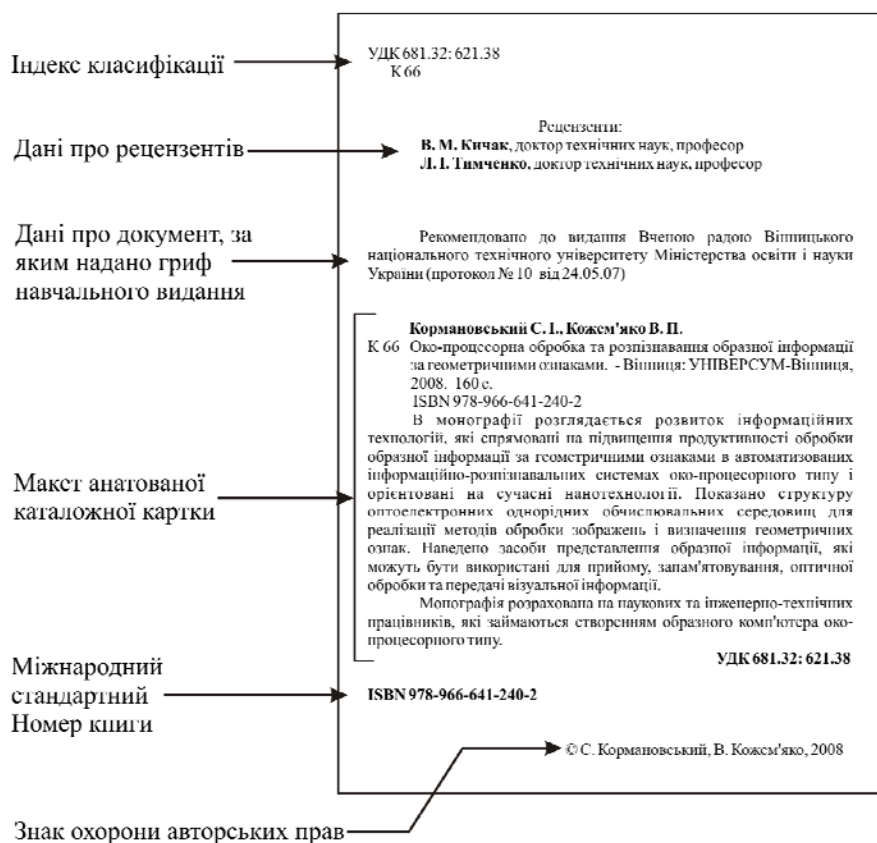 Індекс класифікації
УДК 681.32: 621.38
К 66
Дані про рецензентів
Рецензенти:
В. М. Кичак, доктор технічних наук, професор
Л. І. Тимченко, доктор технічних наук, професор
Дані про документ, за
яким надано гриф
навчального видання
Рекомендовано до видання Вченою радою Вінницького
національного технічного університету Міністерства освіти і науки
України (протокол № 10 від 24.05.07)
Кормановський С. І., Кожем'яко В. П.
К 66 Око-процесорна обробка та розпізнавання образної інформації
за геометричними ознаками. - Вінниця: УНІВЕРСУМ-Вінниця,
2008. 160 с.
ISBN 978-966-641-240-2
В монографії розглядається розвиток інформаційних
технологій, які спрямовані на підвищення продуктивності обробки
образної інформації за геометричними ознаками в автоматизованих
інформаційно-розпізнавальних системах око-процесорного типу і
орієнтовані на сучасні нанотехнології. Показано структуру
оптоелектронних однорідних обчислювальних середовищ для
реалізації методів обробки зображень і визначення геометричних
ознак. Наведено засоби представлення образної інформації, які
можуть бути використані для прийому, запам'ятовування, оптичної
обробки та передачі візуальної інформації.
Монографія розрахована на наукових та інженерно-технічних
працівників, які займаються створенням образного комп'ютера око-
процесорного типу.
УДК 681.32: 621.38
Макет анатованої
каталожної картки
Міжнародний
стандартний
Номер книги
ISBN 978-966-641-240-2
© С. Кормановський, В. Кожем'яко, 2008
Знак охорони авторських прав